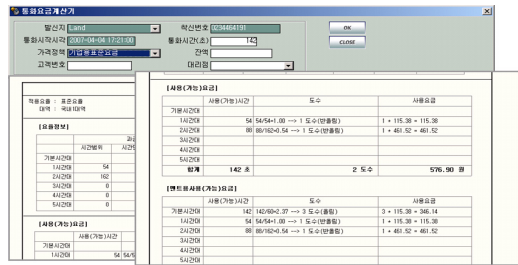 통화요금계산기
발신지 Land 착신번호 0234464191
통화시작시각 2007-04-04 17:21:00 통화시간(초) 142
가격정책 기업용표준요금 잔액
고객번호 대리점
OK
CLOSE
적용요율 : 표준요율
대역 : 국내1대역
[요율정보]
시간범위
기본시간대
1시간대 54
2시간대 162
3시간대 0
4시간대 0
5시간대 0
[사용(가능)요금]
사용(가능)시간
기본시간대
1시간대 54
[사용(가능)요금]
사용(가능)시간 도수 사용요금
기본시간대
1시간대 54 54/54=1.00 --> 1 도수(반올림) 1 * 115.38 = 115.38
2시간대 88 88/162=0.54 --> 1 도수(반올림) 1 * 461.52 = 461.52
3시간대
4시간대
5시간대
합계 142 초 2 도수 576.90 원
[멘트용사용(가능)요금]
사용(가능)시간 도수 사용요금
기본시간대 142 142/60=2.37 --> 3 도수(올림) 3 * 115.38 = 346.14
1시간대 54 54/54=1.00 --> 1 도수(반올림) 1 * 115.38 = 115.38
2시간대 88 88/162=0.54 --> 1 도수(반올림) 1 * 461.52 = 461.52
3시간대
4시간대
5시간대